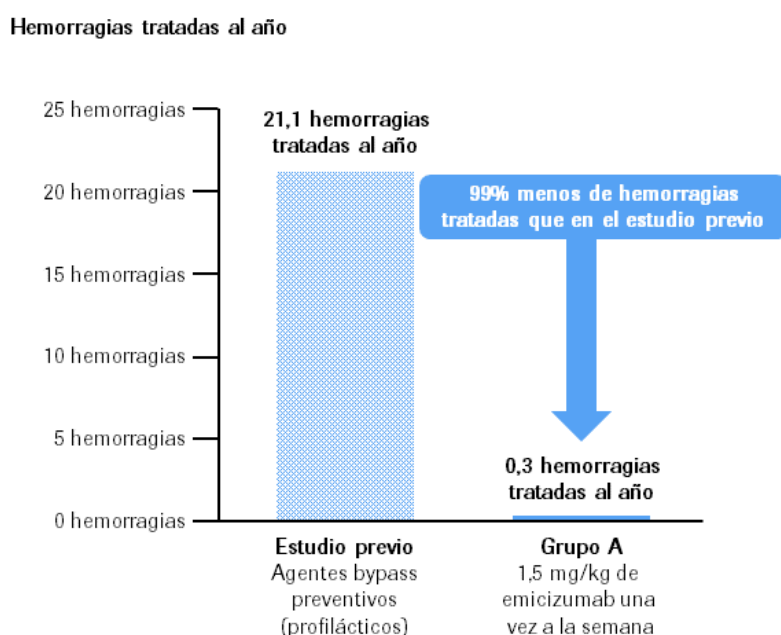 Hemorragias tratadas al año
25 hemorragias
21,1 hemorragias
tratadas al año
20 hemorragias
99% menos de hemorragias
tratadas que en el estudio previo
15 hemorragias
10 hemorragias
5 hemorragias
0,3 hemorragias
tratadas al año
0 hemorragias
Estudio previo
Agentes bypass
preventivos
(profilácticos)
Grupo A
1,5 mg/kg de
emicizumab una
vez a la semana